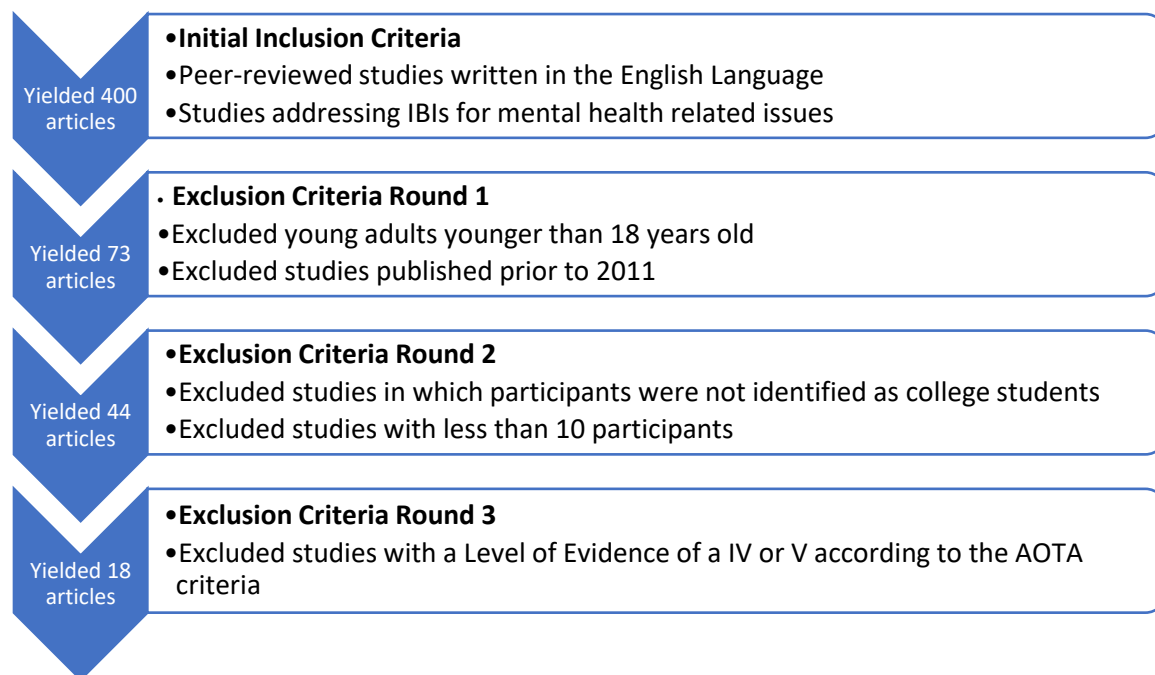 Yielded 400
articles
•Initial Inclusion Criteria
•Peer-reviewed studies written in the English Language
•Studies addressing IBIs for mental health related issues
Yielded 73
articles
• Exclusion Criteria Round 1
•Excluded young adults younger than 18 years old
•Excluded studies published prior to 2011
Yielded 44
articles
•Exclusion Criteria Round 2
•Excluded studies in which participants were not identified as college students
•Excluded studies with less than 10 participants
Yielded 18
articles
•Exclusion Criteria Round 3
•Excluded studies with a Level of Evidence of a IV or V according to the AOTA
criteria